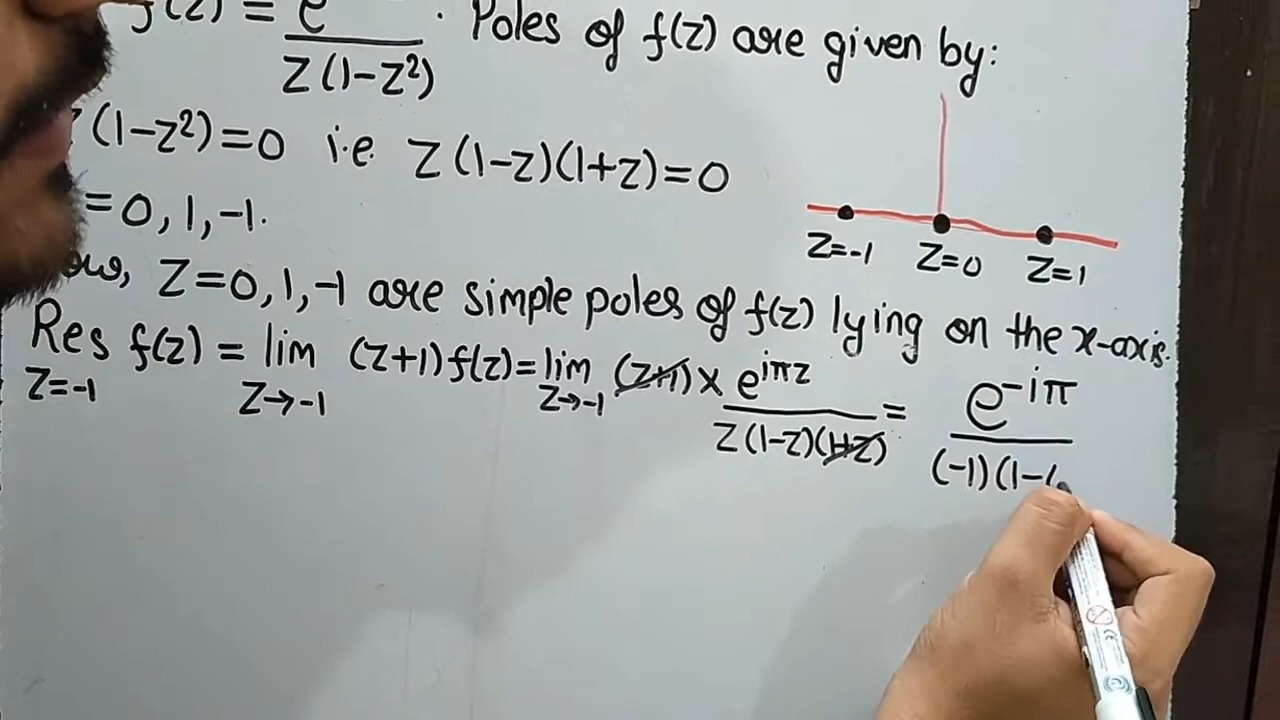 f(z) = e / z(1-z²) . Poles of f(z) are given by:
(1-z²)=0 i.e. z(1-z)(1+z)=0
=0, 1, -1.
z=-1 z=0 z=1
ow, z=0, 1, -1 are simple poles of f(z) lying on the x-axis.
Res f(z) = lim (z+1) f(z) = lim (z+1) × e^{iπz} / z(1-z)(1+z) = e^{-iπ} / (-1)(1-(
z=-1 z→-1 z→-1